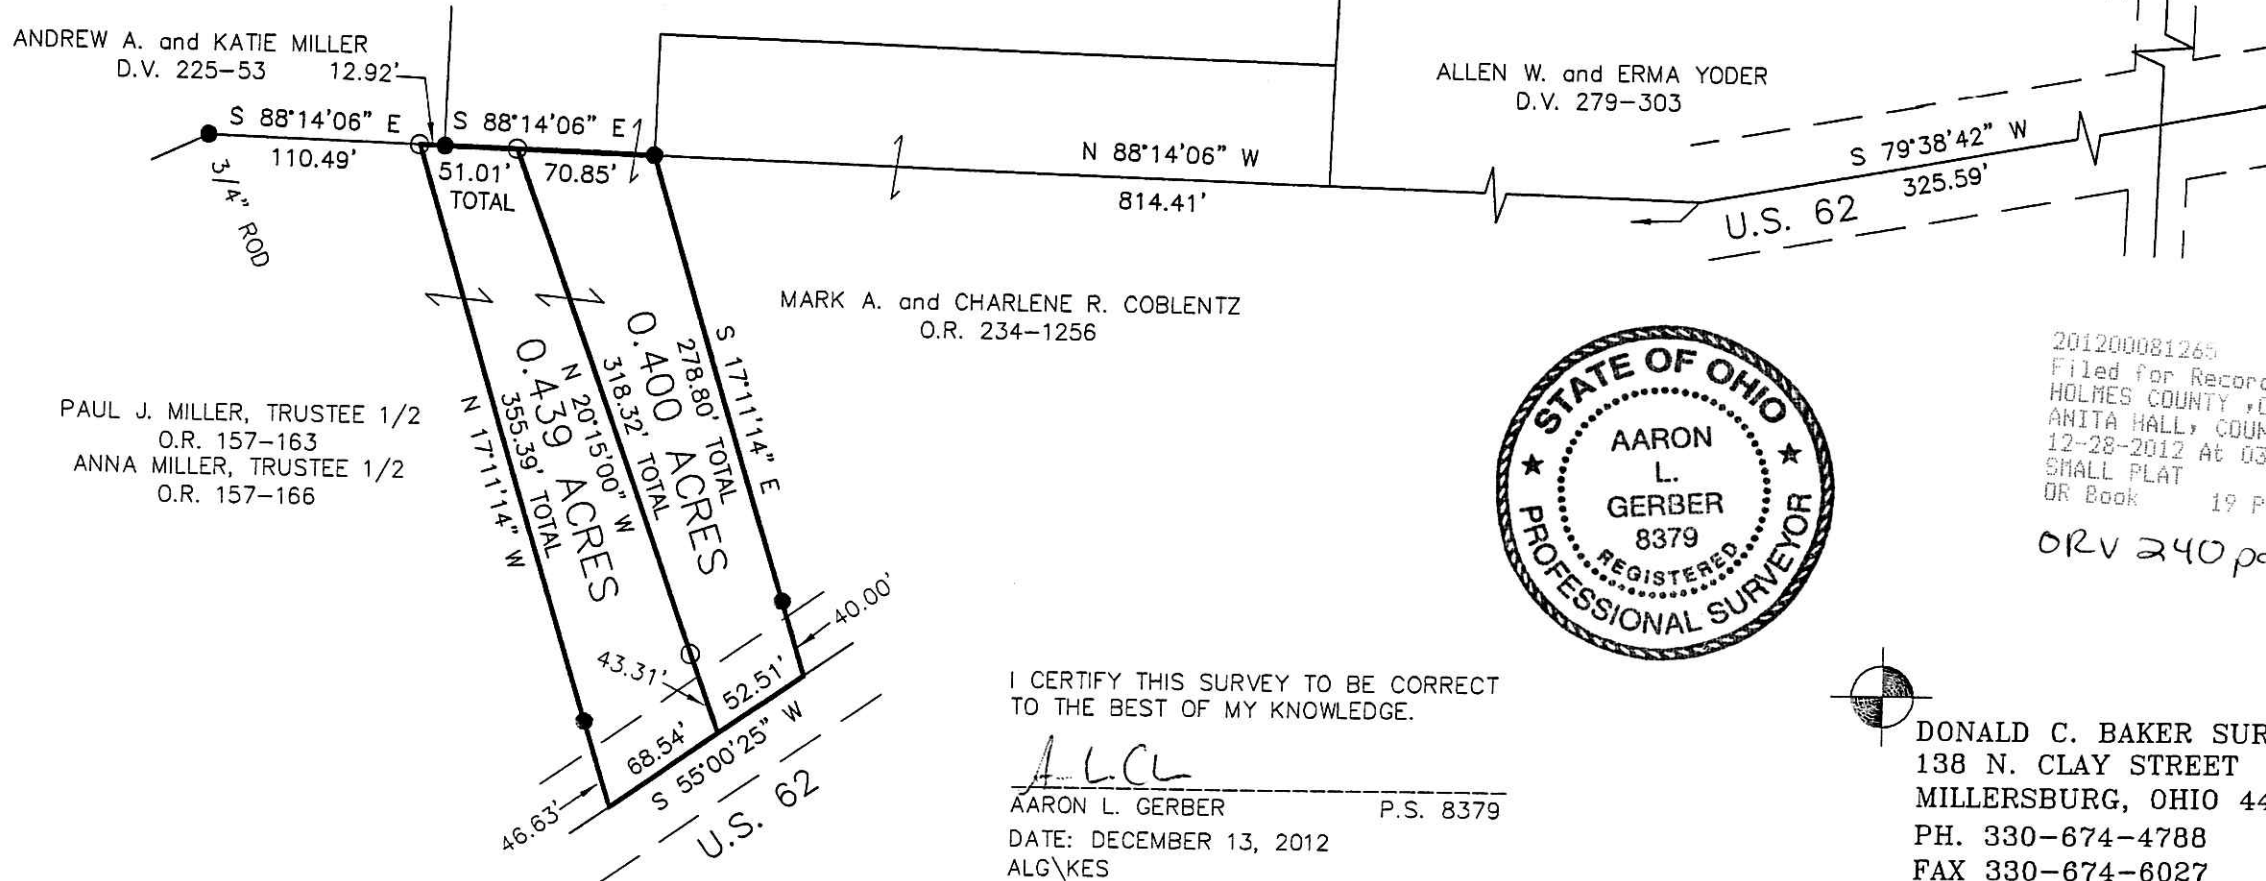 ANDREW A. and KATIE MILLER
D.V. 225-53
12.92'
S 88°14'06" E
110.49'
3/4" ROD
S 88°14'06" E
51.01'
TOTAL
70.85'
N 88°14'06" W
814.41'
ALLEN W. and ERMA YODER
D.V. 279-303
S 79°38'42" W
325.59'
U.S. 62
MARK A. and CHARLENE R. COBLENTZ
O.R. 234-1256
PAUL J. MILLER, TRUSTEE 1/2
O.R. 157-163
ANNA MILLER, TRUSTEE 1/2
O.R. 157-166
N 17°11'14" W
355.39' TOTAL
0.439 ACRES
N 20°15'00" W
318.32' TOTAL
0.400 ACRES
278.80' TOTAL
S 17°11'14" E
40.00'
43.31'
52.51'
68.54'
S 55°00'25" W
46.63'
U.S. 62
STATE OF OHIO
AARON
L.
GERBER
8379
REGISTERED
PROFESSIONAL SURVEYOR
201200081265
Filed for Record
HOLMES COUNTY ,O
ANITA HALL, COUN
12-28-2012 At 03
SMALL PLAT
OR Book 19 P
ORV 240 pa
I CERTIFY THIS SURVEY TO BE CORRECT
TO THE BEST OF MY KNOWLEDGE.
AARON L. GERBER P.S. 8379
DATE: DECEMBER 13, 2012
ALG\KES
DONALD C. BAKER SUR
138 N. CLAY STREET
MILLERSBURG, OHIO 44
PH. 330-674-4788
FAX 330-674-6027